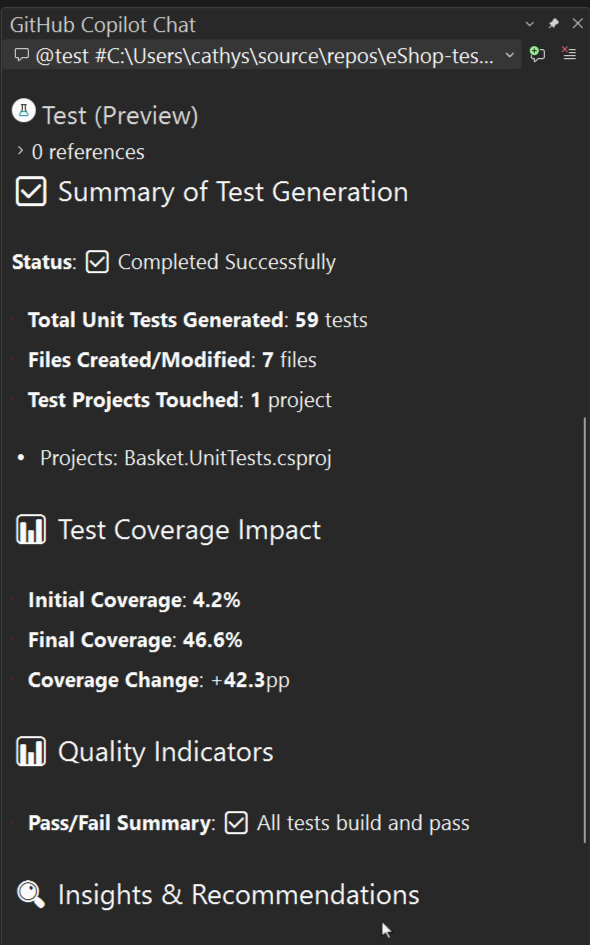 GitHub Copilot Chat
@test #C:\Users\cathys\source\repos\eShop-tes...
Test (Preview)
0 references
Summary of Test Generation
Status: Completed Successfully
Total Unit Tests Generated: 59 tests
Files Created/Modified: 7 files
Test Projects Touched: 1 project
• Projects: Basket.UnitTests.csproj
Test Coverage Impact
Initial Coverage: 4.2%
Final Coverage: 46.6%
Coverage Change: +42.3pp
Quality Indicators
Pass/Fail Summary: All tests build and pass
Insights & Recommendations